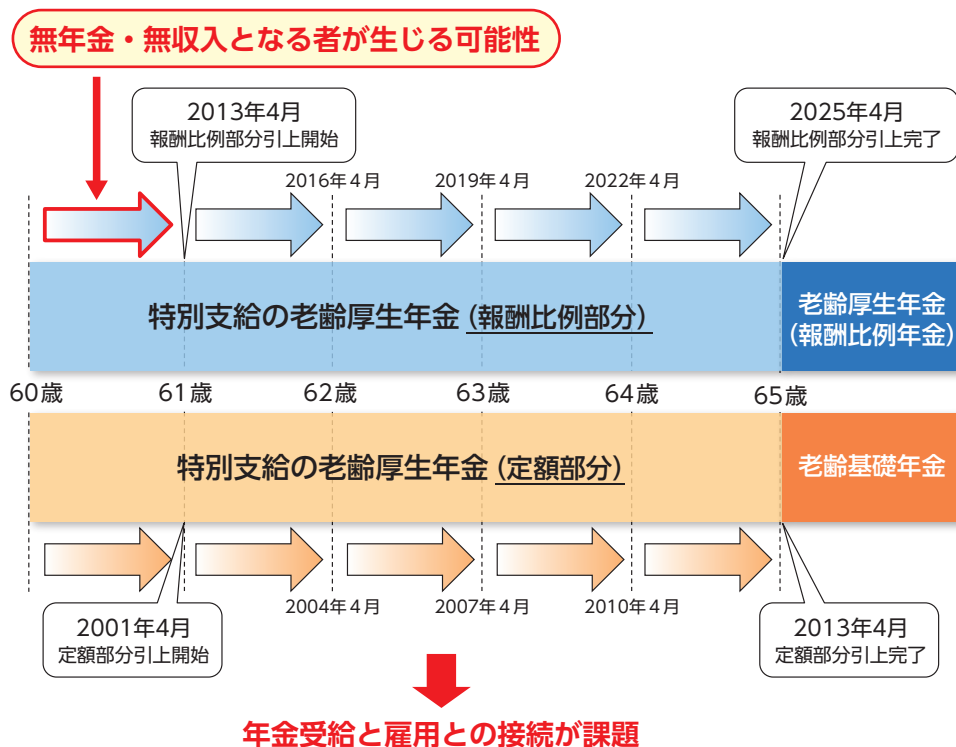 無年金・無収入となる者が生じる可能性
2013年4月
報酬比例部分引上開始
2025年4月
報酬比例部分引上完了
2016年4月
2019年4月
2022年4月
特別支給の老齢厚生年金 (報酬比例部分)
老齢厚生年金
(報酬比例年金)
60歳
61歳
62歳
63歳
64歳
65歳
特別支給の老齢厚生年金 (定額部分)
老齢基礎年金
2004年4月
2007年4月
2010年4月
2001年4月
定額部分引上開始
2013年4月
定額部分引上完了
年金受給と雇用との接続が課題